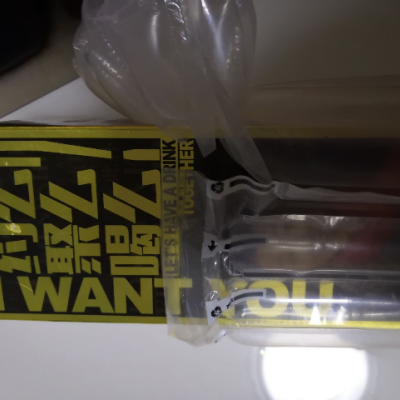 约么
聚么
喝么
LET'S HAVE A DRINK
TOGETHER
I WANT YOU